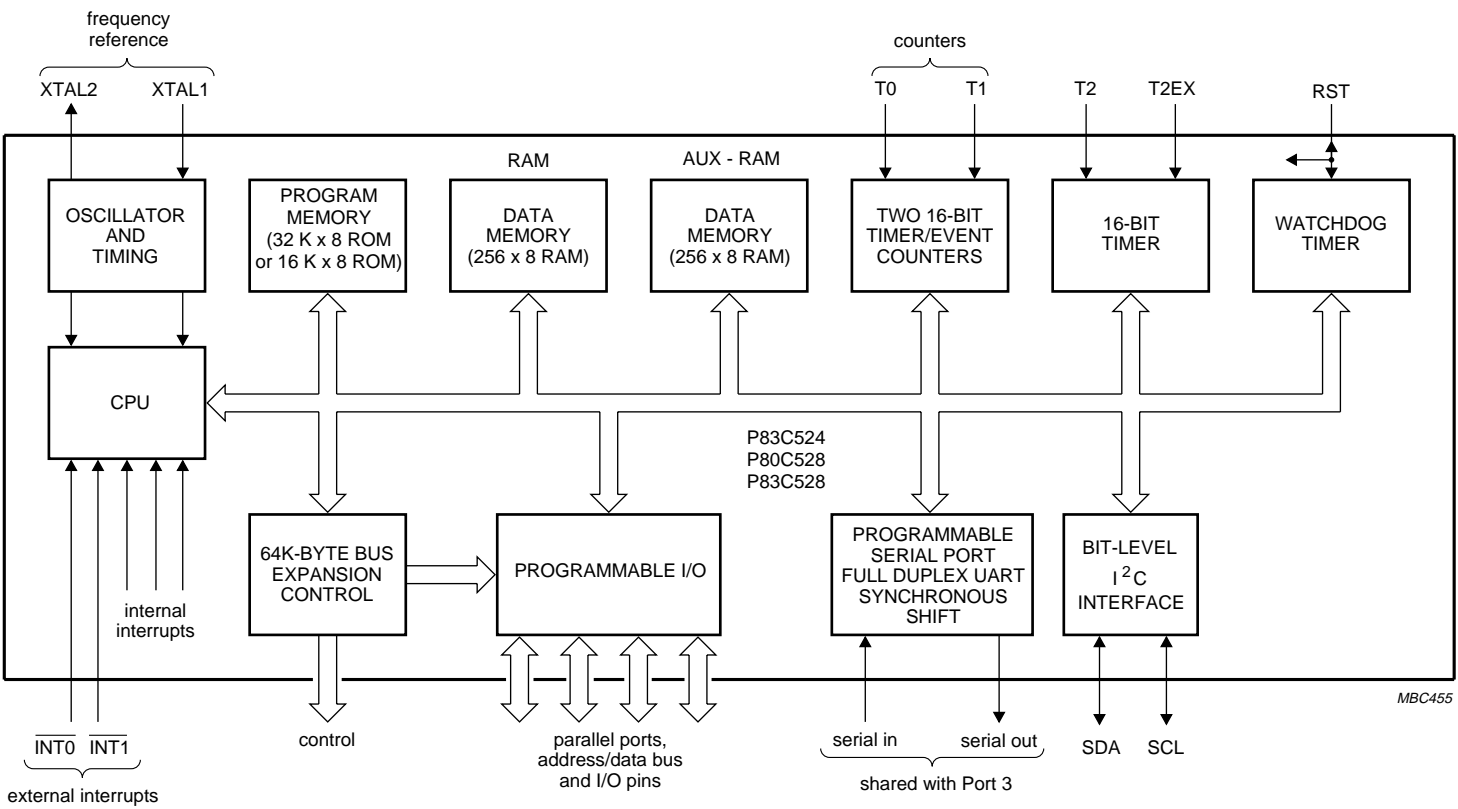 frequency
reference
counters
XTAL2 XTAL1 T0 T1 T2 T2EX RST
RAM AUX - RAM
OSCILLATOR
AND
TIMING
PROGRAM
MEMORY
(32 K x 8 ROM
or 16 K x 8 ROM)
DATA
MEMORY
(256 x 8 RAM)
DATA
MEMORY
(256 x 8 RAM)
TWO 16-BIT
TIMER/EVENT
COUNTERS
16-BIT
TIMER
WATCHDOG
TIMER
CPU
P83C524
P80C528
P83C528
64K-BYTE BUS
EXPANSION
CONTROL
PROGRAMMABLE I/O
PROGRAMMABLE
SERIAL PORT
FULL DUPLEX UART
SYNCHRONOUS
SHIFT
BIT-LEVEL
I²C
INTERFACE
internal
interrupts
MBC455
INT0 INT1
external interrupts
control
parallel ports,
address/data bus
and I/O pins
serial in serial out
shared with Port 3
SDA SCL